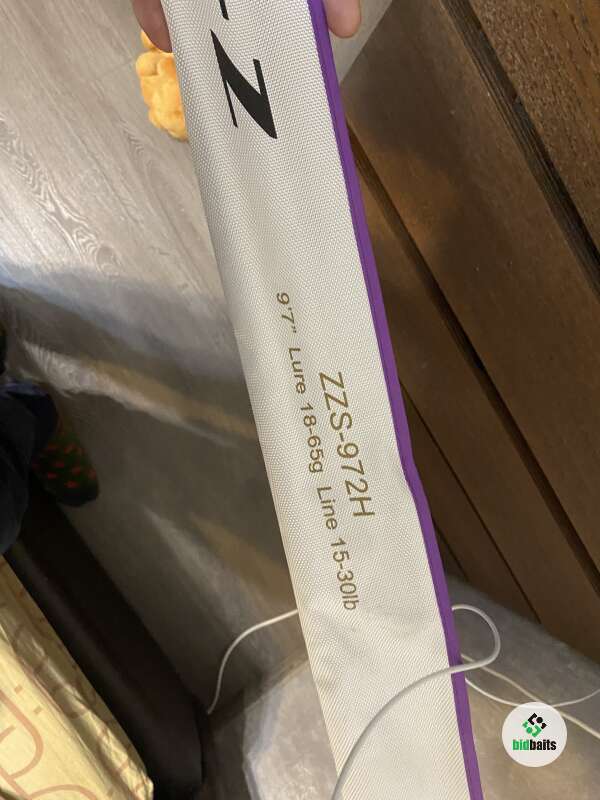 -Z
ZZS-972H
9'7" Lure 18-65g Line 15-30lb
bidbaits